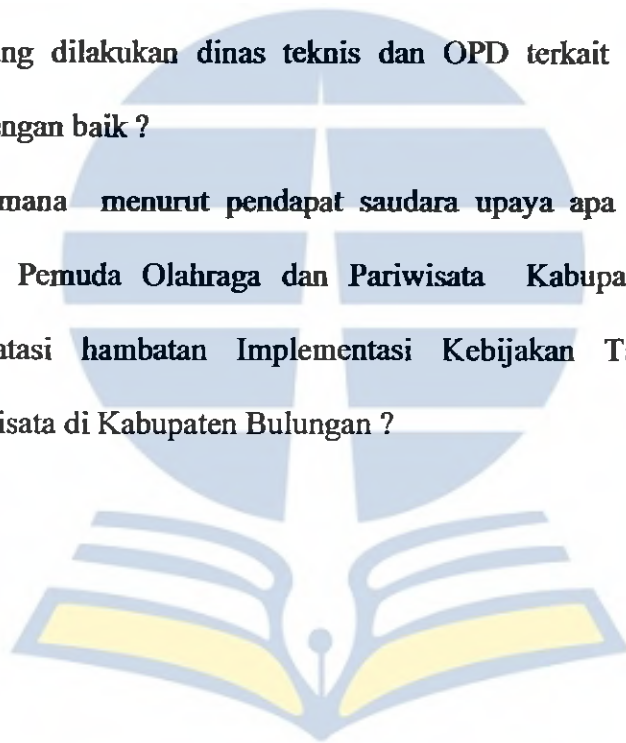 ng dilakukan dinas teknis dan OPD terkait
engan baik ?
mana menurut pendapat saudara upaya apa
Pemuda Olahraga dan Pariwisata Kabupa
atasi hambatan Implementasi Kebijakan T
isata di Kabupaten Bulungan ?